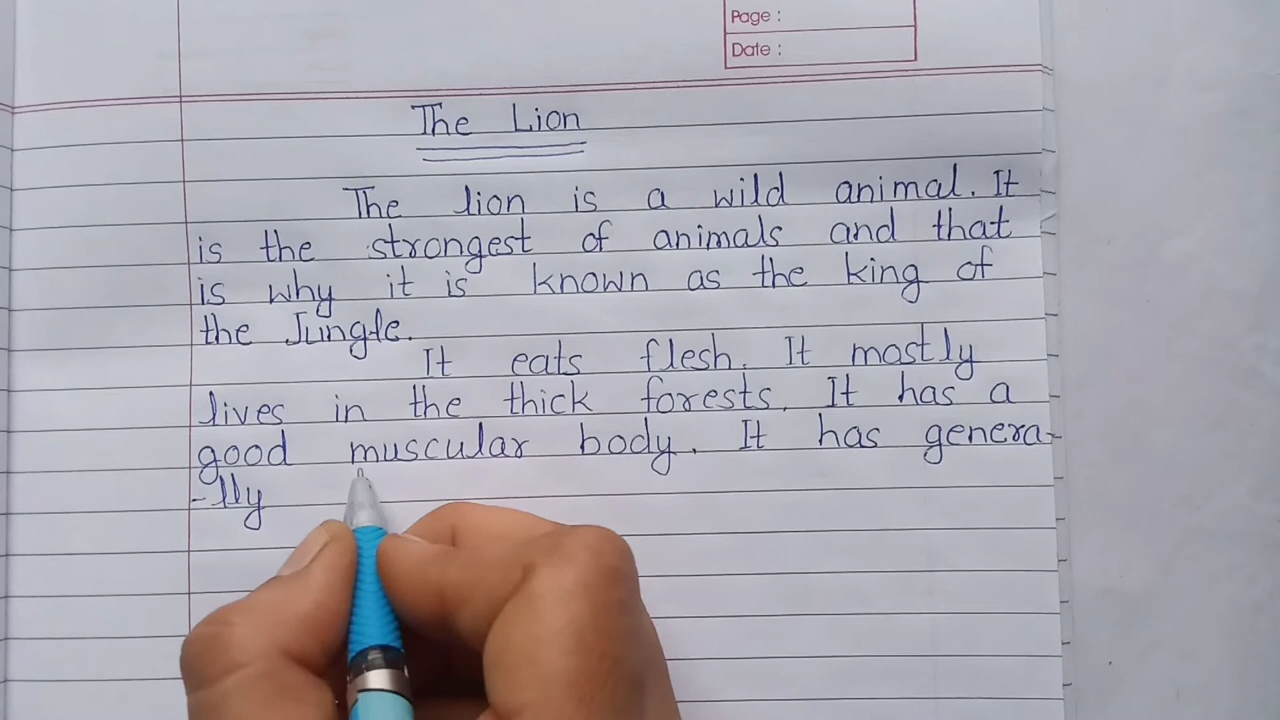 Page :
Date :
The Lion
The lion is a wild animal. It
is the strongest of animals and that
is why it is known as the king of
the Jungle.
It eats flesh. It mostly
lives in the thick forests. It has a
good muscular body. It has genera-
-lly